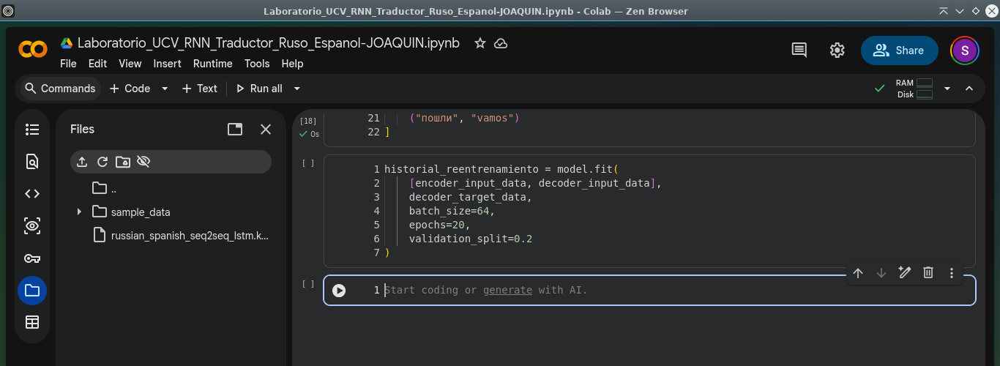 Laboratorio_UCV_RNN_Traductor_Ruso_Espanol-JOAQUIN.ipynb - Colab — Zen Browser
Laboratorio_UCV_RNN_Traductor_Ruso_Espanol-JOAQUIN.ipynb
File Edit View Insert Runtime Tools Help
Share
S
Commands + Code + Text Run all
RAM
Disk
Files
..
sample_data
russian_spanish_seq2seq_lstm.k...
[18]
0s
21 ("пошли", "vamos")
22 ]
[ ]
1 historial_reentrenamiento = model.fit(
2 [encoder_input_data, decoder_input_data],
3 decoder_target_data,
4 batch_size=64,
5 epochs=20,
6 validation_split=0.2
7 )
[ ]
1 Start coding or generate with AI.